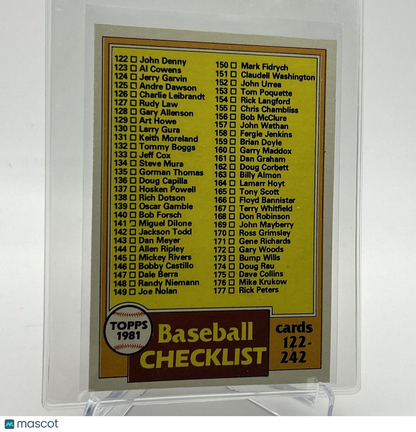 122 □ John Denny
123 □ Al Cowens
124 □ Jerry Garvin
125 □ Andre Dawson
126 □ Charlie Leibrandt
127 □ Rudy Law
128 □ Gary Allenson
129 □ Art Howe
130 □ Larry Gura
131 □ Keith Moreland
132 □ Tommy Boggs
133 □ Jeff Cox
134 □ Steve Mura
135 □ Gorman Thomas
136 □ Doug Capilla
137 □ Hosken Powell
138 □ Rich Dotson
139 □ Oscar Gamble
140 □ Bob Forsch
141 □ Miguel Dilone
142 □ Jackson Todd
143 □ Dan Meyer
144 □ Allen Ripley
145 □ Mickey Rivers
146 □ Bobby Castillo
147 □ Dale Berra
148 □ Randy Niemann
149 □ Joe Nolan
150 □ Mark Fidrych
151 □ Claudell Washington
152 □ John Urrea
153 □ Tom Poquette
154 □ Rick Langford
155 □ Chris Chambliss
156 □ Bob McClure
157 □ John Wathan
158 □ Fergie Jenkins
159 □ Brian Doyle
160 □ Garry Maddox
161 □ Dan Graham
162 □ Doug Corbett
163 □ Billy Almon
164 □ Lamarr Hoyt
165 □ Tony Scott
166 □ Floyd Bannister
167 □ Terry Whitfield
168 □ Don Robinson
169 □ John Mayberry
170 □ Ross Grimsley
171 □ Gene Richards
172 □ Gary Woods
173 □ Bump Wills
174 □ Doug Rau
175 □ Dave Collins
176 □ Mike Krukow
177 □ Rick Peters
TOPPS
1981
Baseball
CHECKLIST
cards
122-
242
mascot